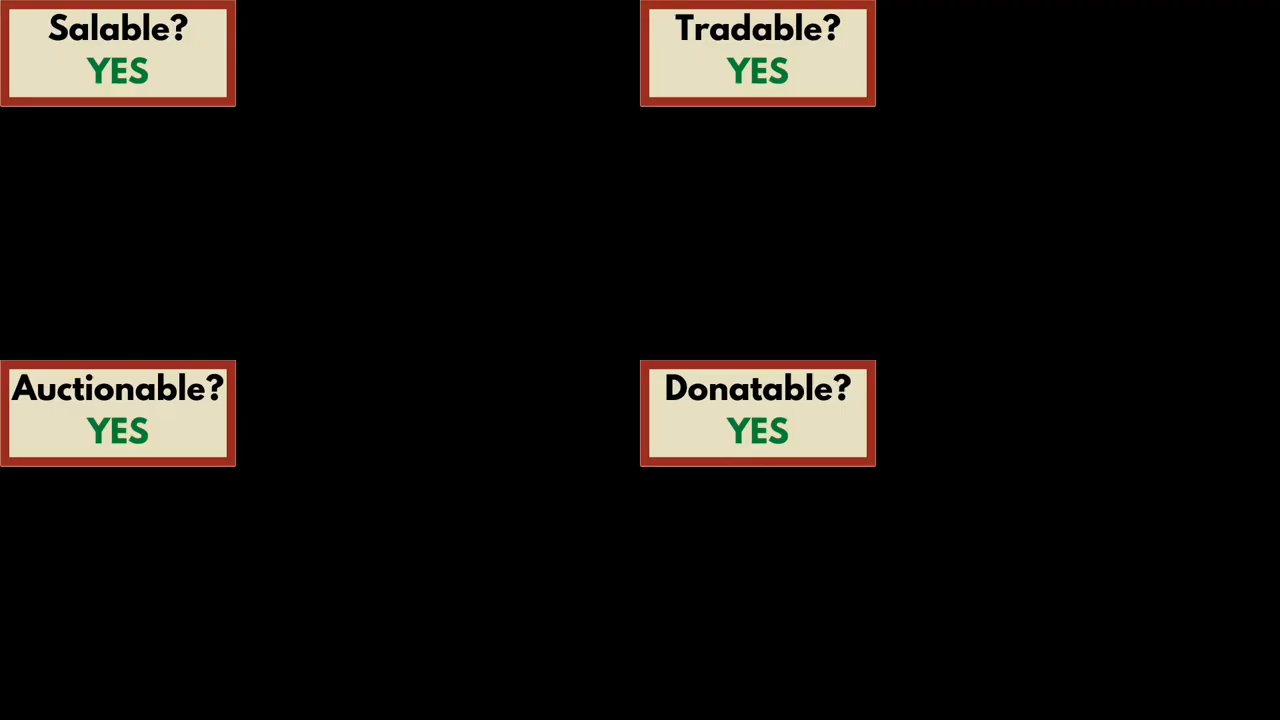 Salable?
YES
Tradable?
YES
Auctionable?
YES
Donatable?
YES